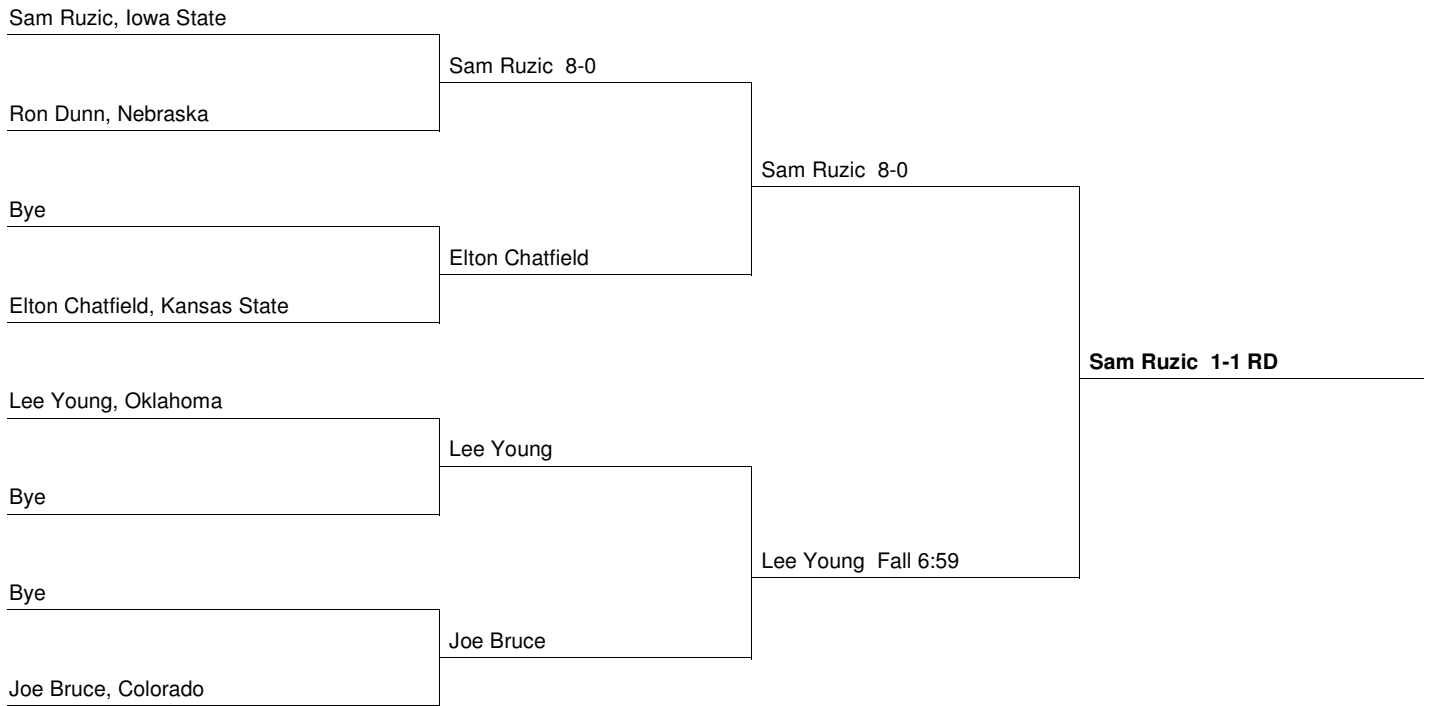 Sam Ruzic, Iowa State
Sam Ruzic  8-0
Ron Dunn, Nebraska
Sam Ruzic  8-0
Bye
Elton Chatfield
Elton Chatfield, Kansas State
Sam Ruzic  1-1 RD
Lee Young, Oklahoma
Lee Young
Bye
Lee Young  Fall 6:59
Bye
Joe Bruce
Joe Bruce, Colorado